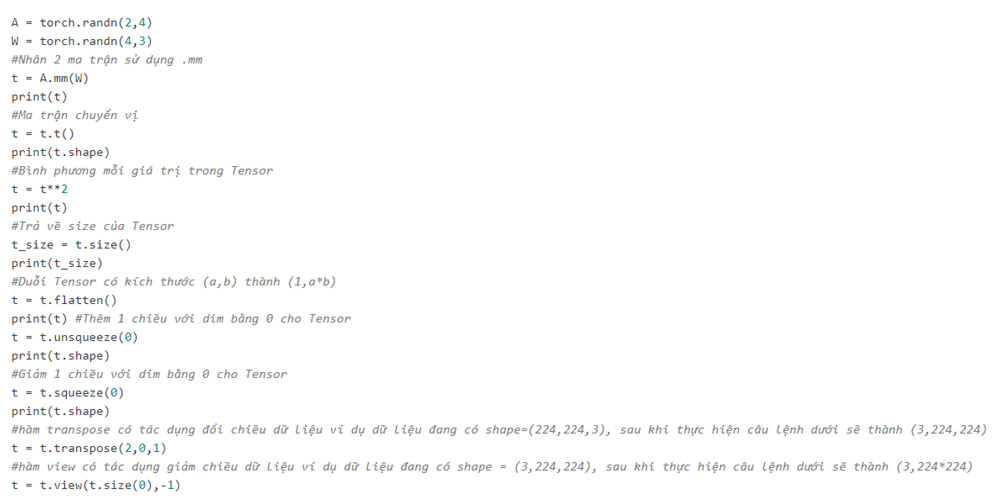 A = torch.randn(2,4)
W = torch.randn(4,3)
#Nhân 2 ma trận sử dụng .mm
t = A.mm(W)
print(t)
#Ma trận chuyển vị
t = t.t()
print(t.shape)
#Bình phương mỗi giá trị trong Tensor
t = t**2
print(t)
#Trả về size của Tensor
t_size = t.size()
print(t_size)
#Duỗi Tensor có kích thước (a,b) thành (1,a*b)
t = t.flatten()
print(t) #Thêm 1 chiều với dim bằng 0 cho Tensor
t = t.unsqueeze(0)
print(t.shape)
#Giảm 1 chiều với dim bằng 0 cho Tensor
t = t.squeeze(0)
print(t.shape)
#hàm transpose có tác dụng đổi chiều dữ liệu ví dụ dữ liệu đang có shape=(224,224,3), sau khi thực hiện câu lệnh dưới sẽ thành (3,224,224)
t = t.transpose(2,0,1)
#hàm view có tác dụng giảm chiều dữ liệu ví dụ dữ liệu đang có shape = (3,224,224), sau khi thực hiện câu lệnh dưới sẽ thành (3,224*224)
t = t.view(t.size(0),-1)